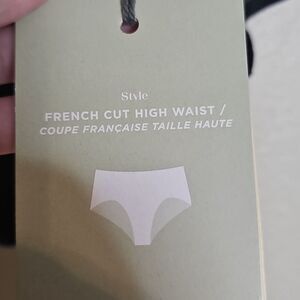 Style
FRENCH CUT HIGH WAIST /
COUPE FRANÇAISE TAILLE HAUTE